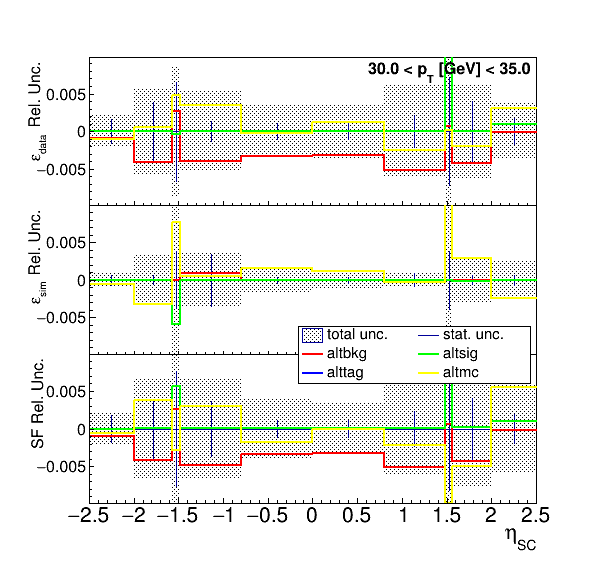 30.0 < p_T [GeV] < 35.0
ε_data Rel. Unc.
0.005
0
−0.005
ε_sim Rel. Unc.
0.005
0
−0.005
total unc. stat. unc.
altbkg altsig
alttag altmc
SF Rel. Unc.
0.005
0
−0.005
−2.5 −2 −1.5 −1 −0.5 0 0.5 1 1.5 2 2.5
η_SC